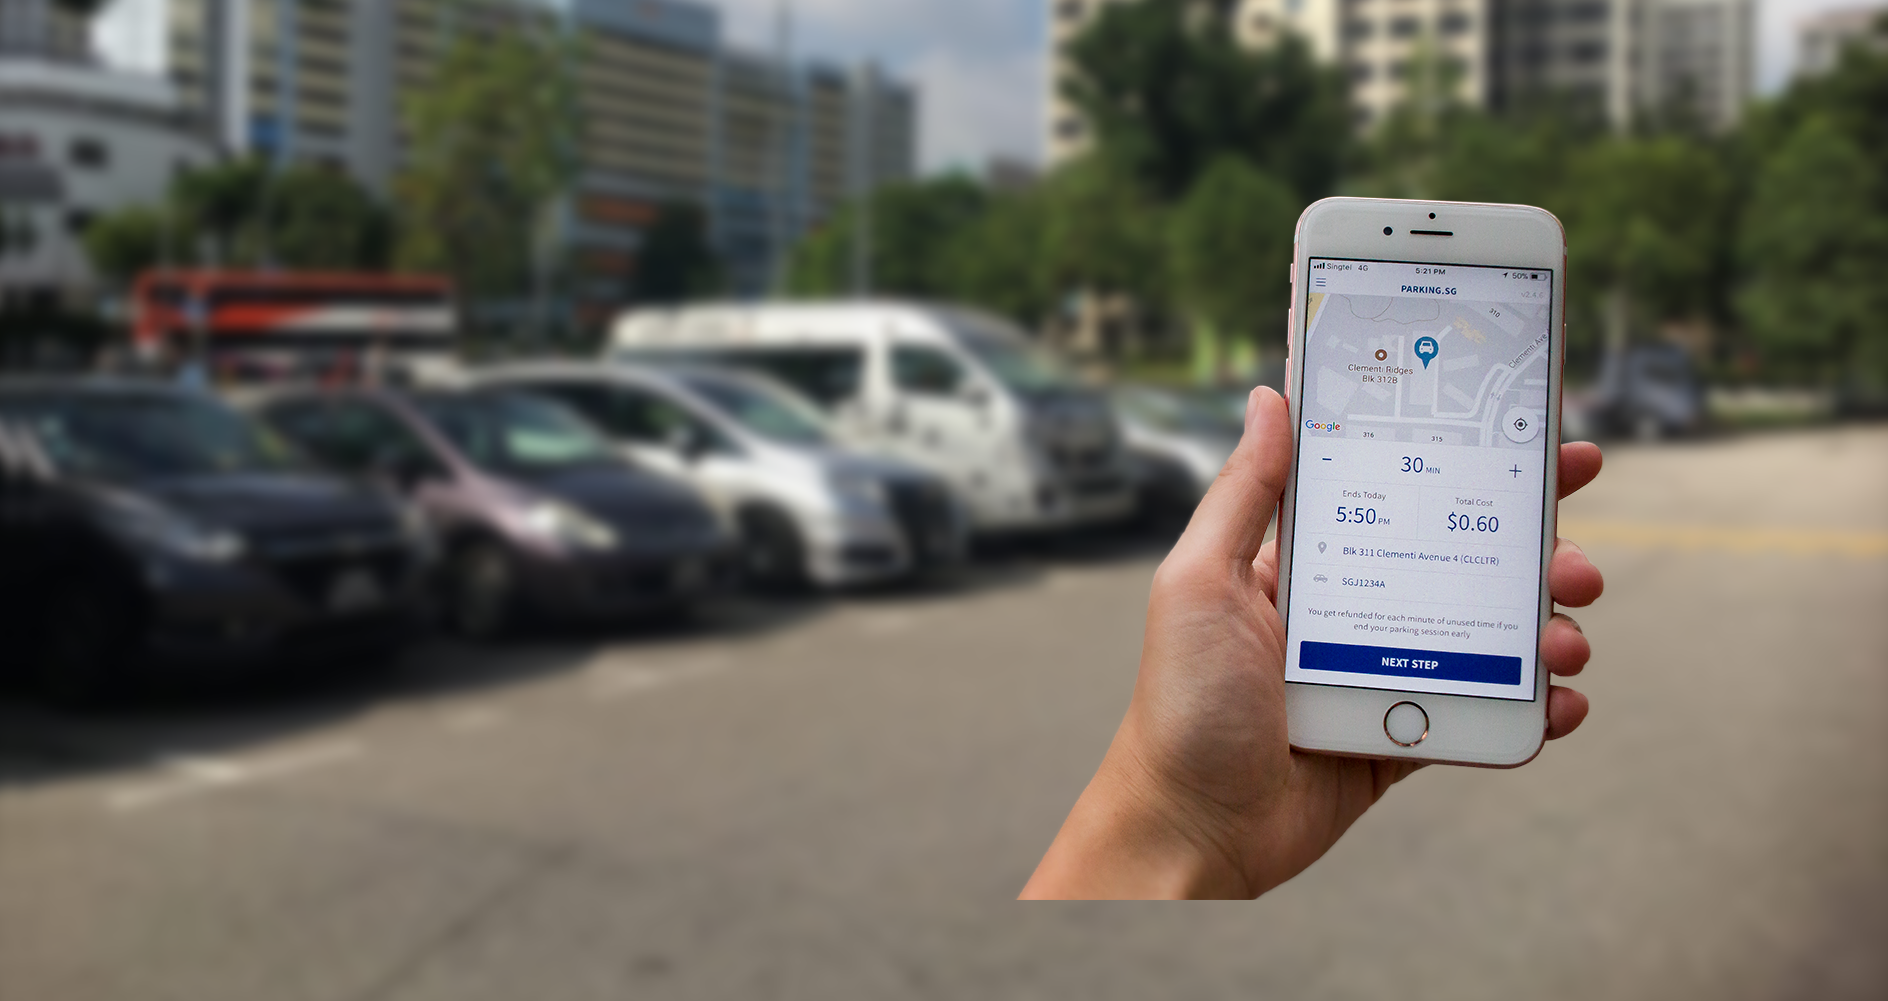 Singtel 4G 5:21 PM 50%
PARKING.SG
v2.4.6
310
Clementi Ave
Clementi Ridges
Blk 312B
Google
316
315
− 30 MIN +
Ends Today
5:50 PM
Total Cost
$0.60
Blk 311 Clementi Avenue 4 (CLCLTR)
SGJ1234A
You get refunded for each minute of unused time if you
end your parking session early
NEXT STEP